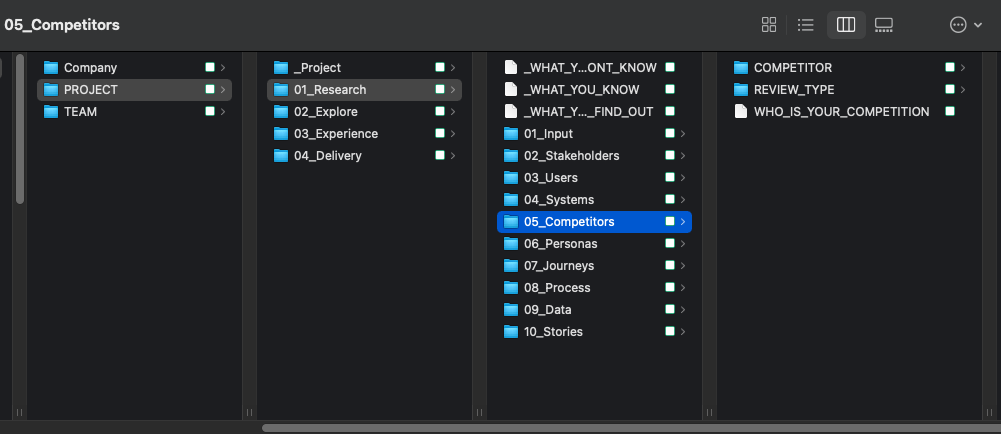 05_Competitors
Company
PROJECT
TEAM
_Project
01_Research
02_Explore
03_Experience
04_Delivery
_WHAT_Y...ONT_KNOW
_WHAT_YOU_KNOW
_WHAT_Y..._FIND_OUT
01_Input
02_Stakeholders
03_Users
04_Systems
05_Competitors
06_Personas
07_Journeys
08_Process
09_Data
10_Stories
COMPETITOR
REVIEW_TYPE
WHO_IS_YOUR_COMPETITION